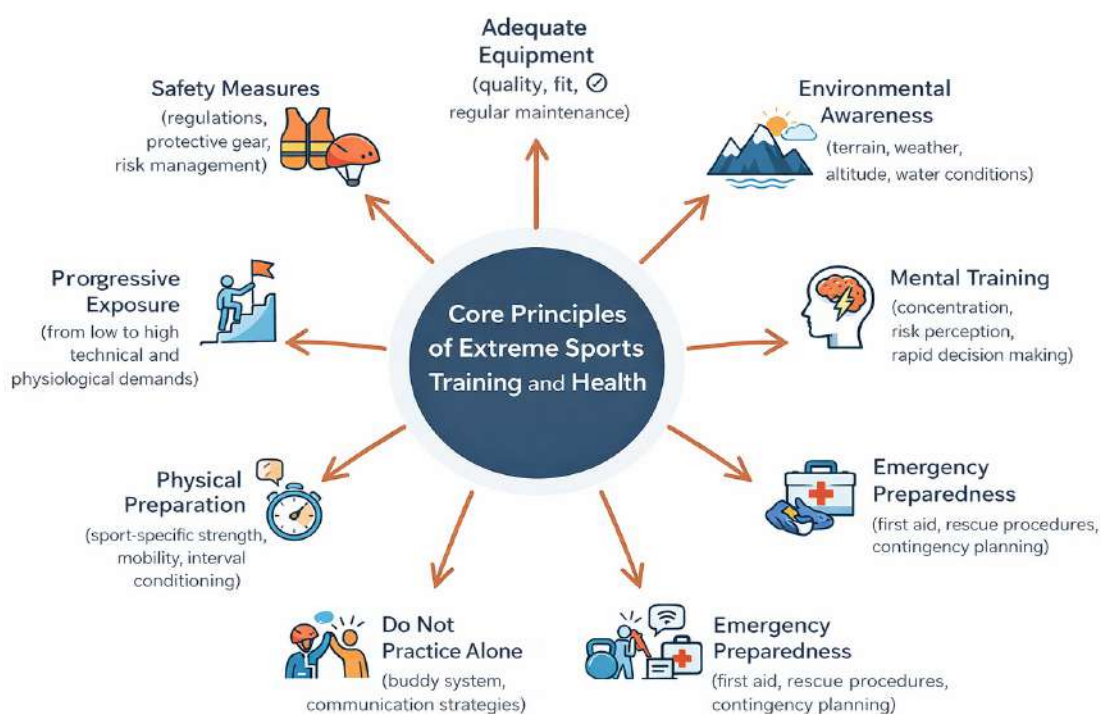 Adequate
Equipment
(quality, fit,
regular maintenance)
Safety Measures
(regulations,
protective gear,
risk management)
Environmental
Awareness
(terrain, weather,
altitude, water conditions)
Prorgressive
Exposure
(from low to high
technical and
physiological demands)
Core Principles
of Extreme Sports
Training and Health
Mental Training
(concentration,
risk perception,
rapid decision making)
Physical
Preparation
(sport-specific strength,
mobility, interval
conditioning)
Emergency
Preparedness
(first aid, rescue procedures,
contingency planning)
Do Not
Practice Alone
(buddy system,
communication strategies)
Emergency
Preparedness
(first aid, rescue procedures,
contingency planning)